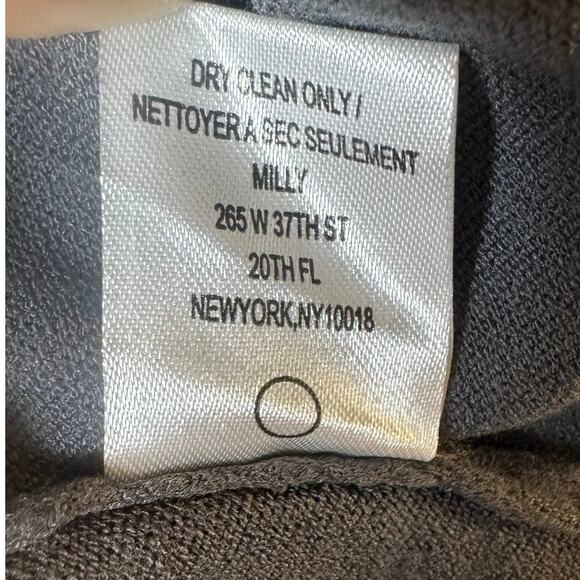 DRY CLEAN ONLY/
NETTOYER A SEC SEULEMENT
MILLY
265 W 37TH ST
20TH FL
NEWYORK,NY10018